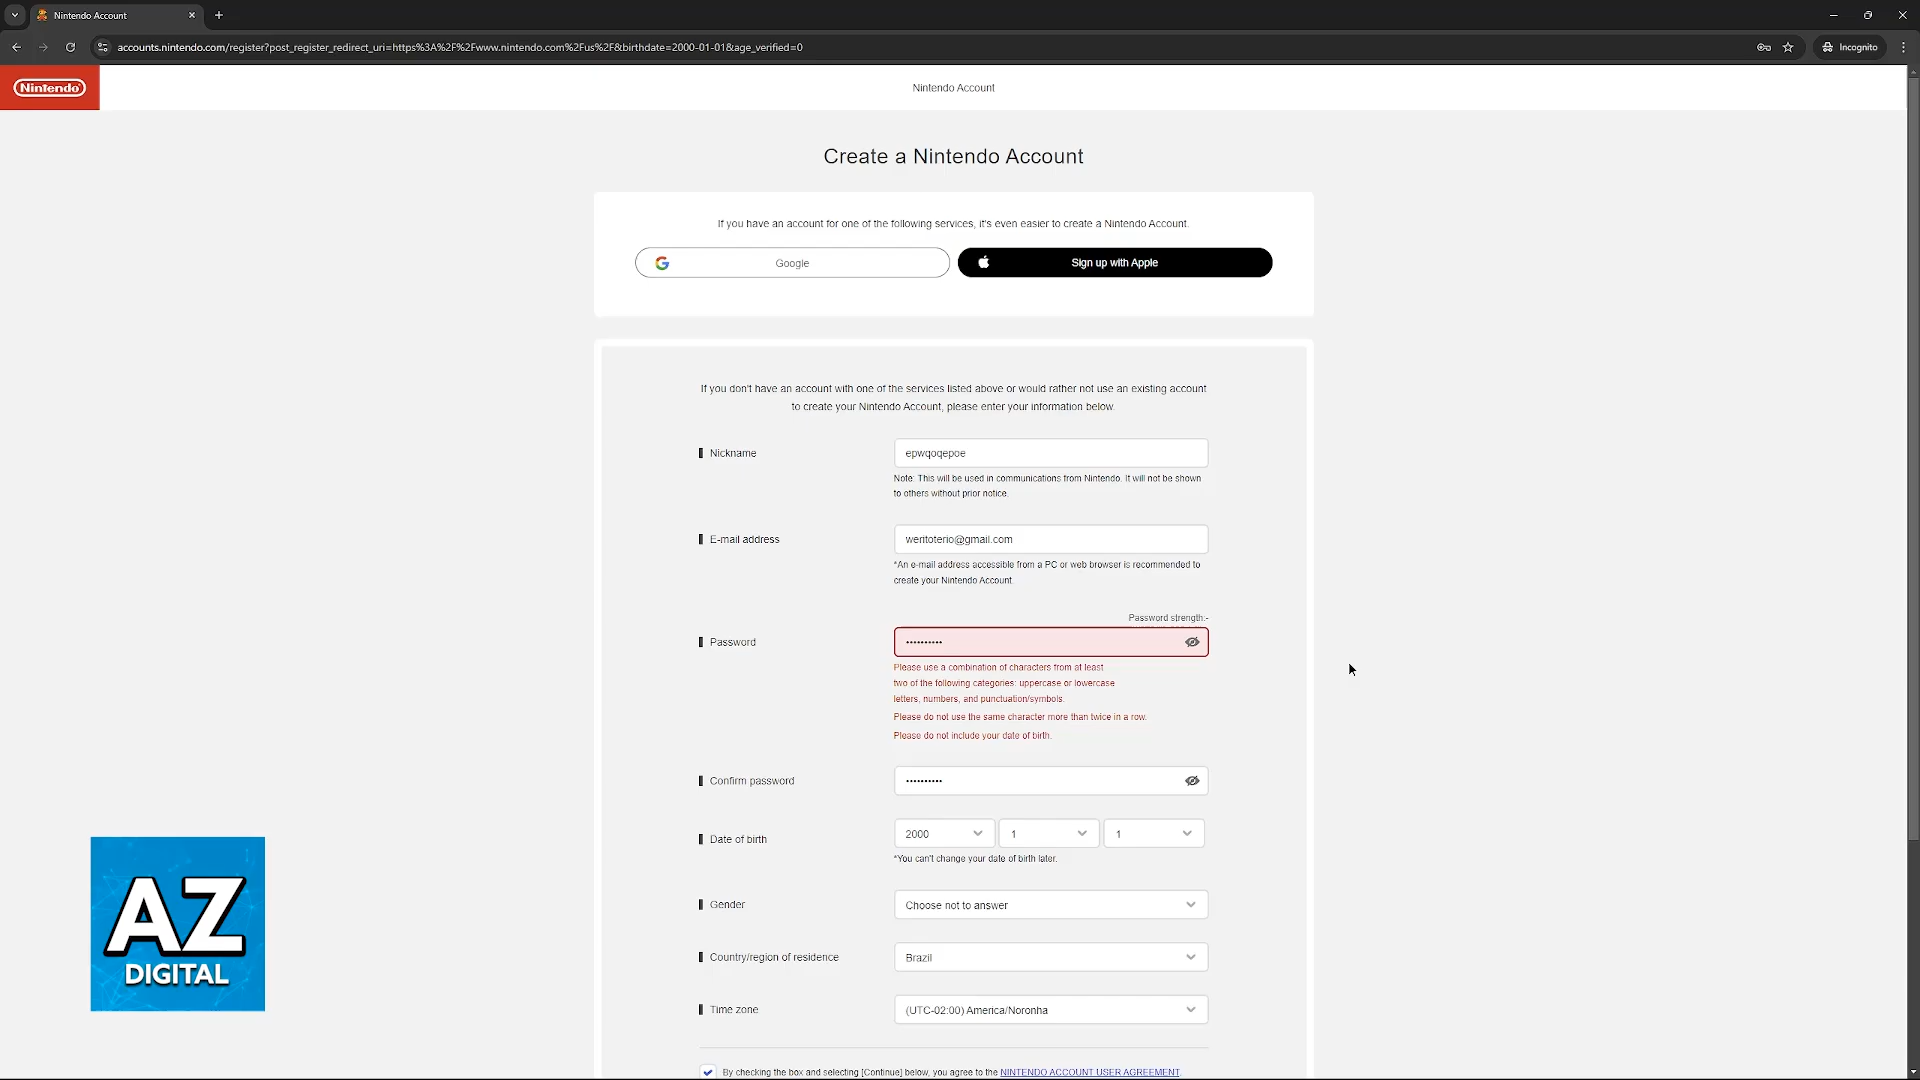 Nintendo Account
accounts.nintendo.com/register?post_register_redirect_uri=https%3A%2F%2Fwww.nintendo.com%2Fus%2F&birthdate=2000-01-01&age_verified=0
Incognito
Nintendo
Nintendo Account
Create a Nintendo Account
If you have an account for one of the following services, it's even easier to create a Nintendo Account.
Google
Sign up with Apple
If you don't have an account with one of the services listed above or would rather not use an existing account
to create your Nintendo Account, please enter your information below.
Nickname
epwqoqepoe
Note: This will be used in communications from Nintendo. It will not be shown
to others without prior notice.
E-mail address
weritoterio@gmail.com
*An e-mail address accessible from a PC or web browser is recommended to
create your Nintendo Account.
Password strength:-
Password
••••••••••
Please use a combination of characters from at least
two of the following categories: uppercase or lowercase
letters, numbers, and punctuation/symbols.
Please do not use the same character more than twice in a row.
Please do not include your date of birth.
Confirm password
••••••••••
Date of birth
2000 1 1
*You can't change your date of birth later.
Gender
Choose not to answer
Country/region of residence
Brazil
Time zone
(UTC-02:00) America/Noronha
By checking the box and selecting [Continue] below, you agree to the NINTENDO ACCOUNT USER AGREEMENT.
AZ
DIGITAL